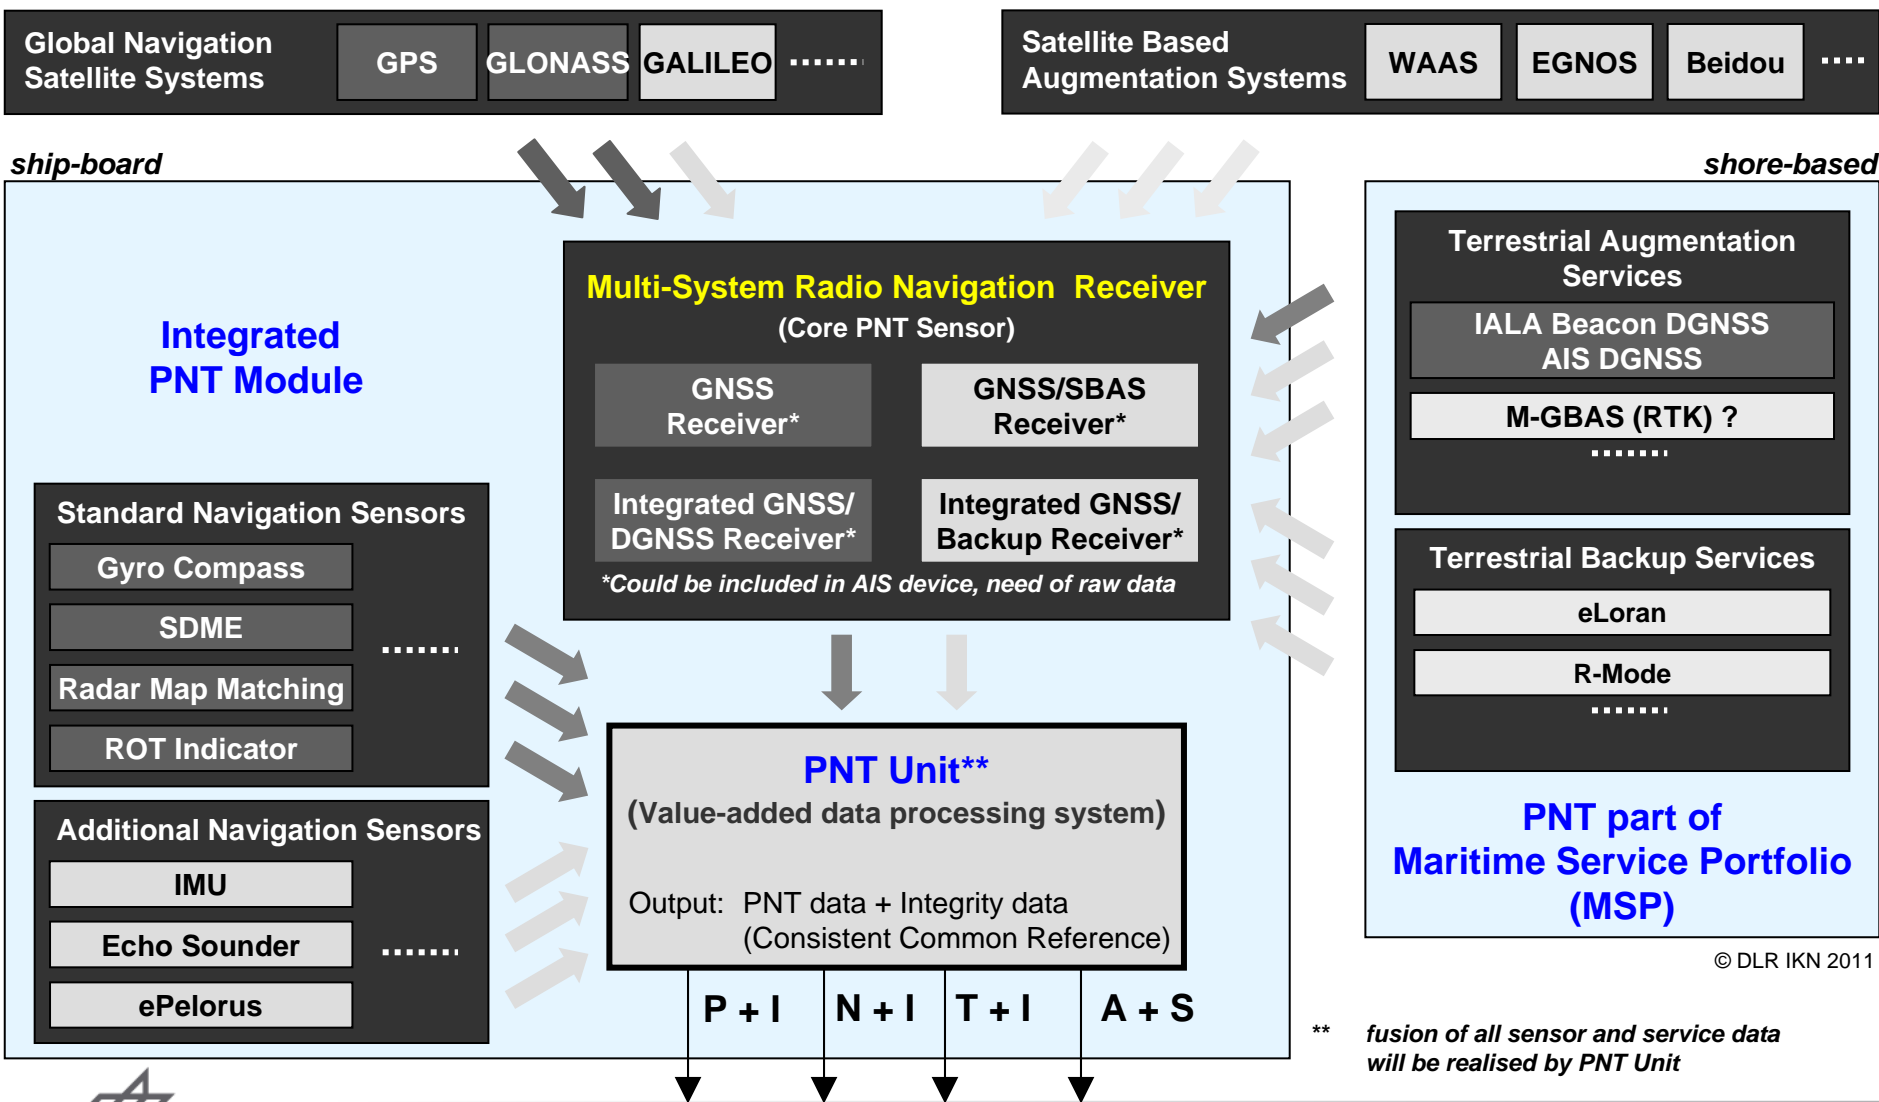 Global Navigation
Satellite Systems
GPS
GLONASS
GALILEO
.......
Satellite Based
Augmentation Systems
WAAS
EGNOS
Beidou
....
ship-board
shore-based
Integrated
PNT Module
Multi-System Radio Navigation Receiver
(Core PNT Sensor)
GNSS
Receiver*
GNSS/SBAS
Receiver*
Integrated GNSS/
DGNSS Receiver*
Integrated GNSS/
Backup Receiver*
*Could be included in AIS device, need of raw data
Terrestrial Augmentation
Services
IALA Beacon DGNSS
AIS DGNSS
M-GBAS (RTK) ?
.......
Terrestrial Backup Services
eLoran
R-Mode
.......
Standard Navigation Sensors
Gyro Compass
SDME
Radar Map Matching
ROT Indicator
.......
Additional Navigation Sensors
IMU
Echo Sounder
ePelorus
.......
PNT Unit**
(Value-added data processing system)
Output: PNT data + Integrity data
(Consistent Common Reference)
P + I
N + I
T + I
A + S
PNT part of
Maritime Service Portfolio
(MSP)
© DLR IKN 2011
** fusion of all sensor and service data
will be realised by PNT Unit